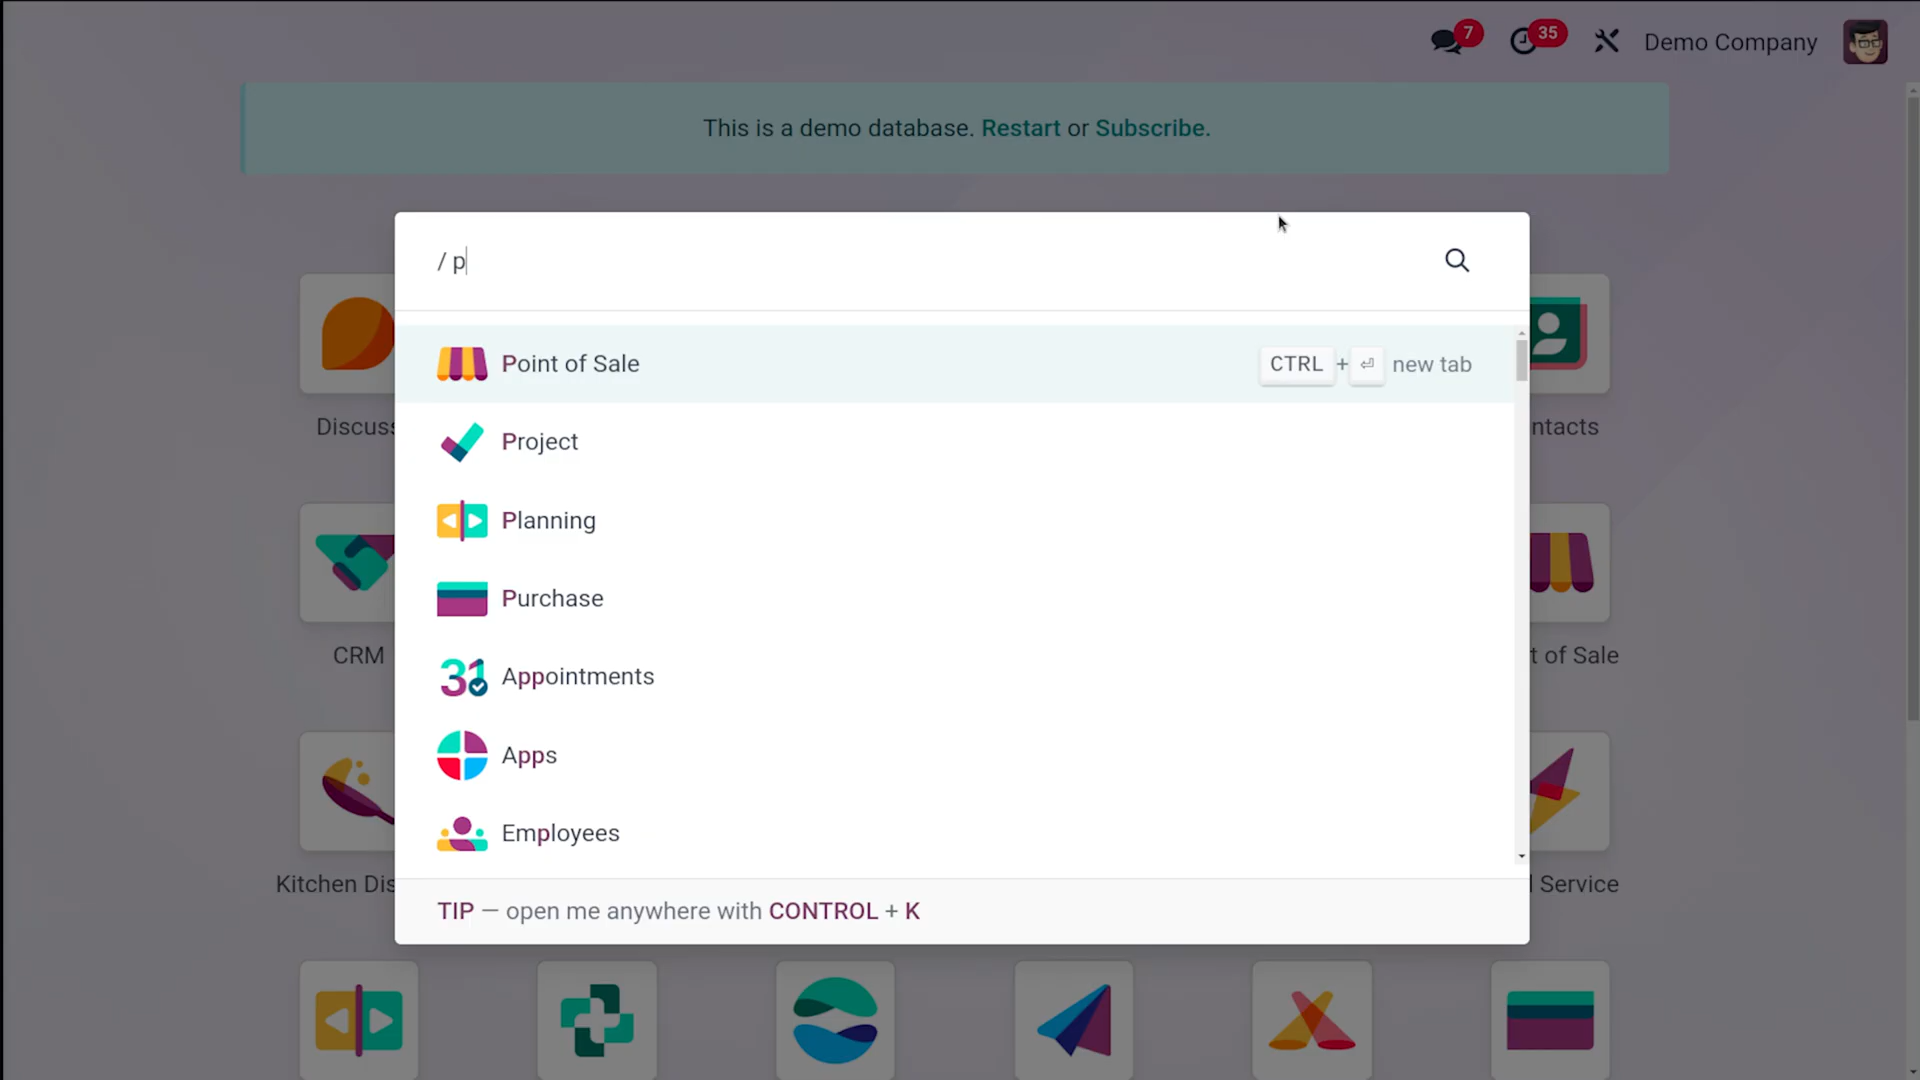 7
35
Demo Company
This is a demo database. Restart or Subscribe.
/ p
Point of Sale
CTRL + ⏎ new tab
Project
Planning
Purchase
31 Appointments
Apps
Employees
TIP — open me anywhere with CONTROL + K
Discuss
ntacts
CRM
t of Sale
Kitchen Dis
Service